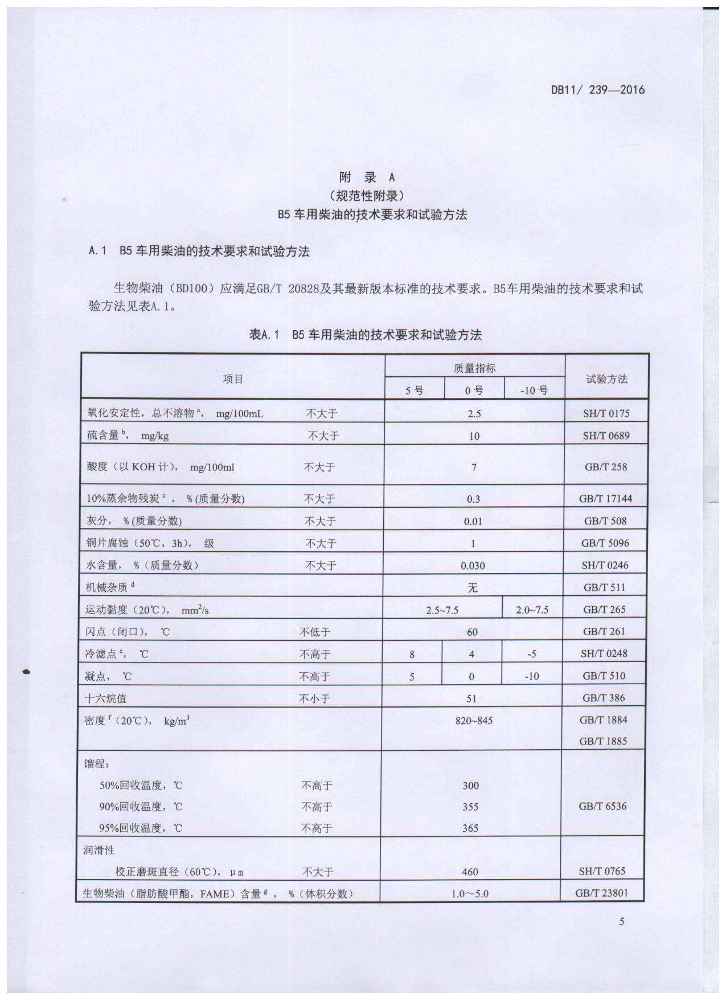 DB11/ 239—2016
附 录 A
（规范性附录）
B5 车用柴油的技术要求和试验方法
A.1 B5 车用柴油的技术要求和试验方法
生物柴油（BD100）应满足GB/T 20828及其最新版本标准的技术要求。B5车用柴油的技术要求和试
验方法见表A.1。
表A.1 B5 车用柴油的技术要求和试验方法
项目 质量指标 试验方法
5 号 0 号 -10 号
氧化安定性，总不溶物 a， mg/100mL 不大于 2.5 SH/T 0175
硫含量 b， mg/kg 不大于 10 SH/T 0689
酸度（以 KOH 计）， mg/100ml 不大于 7 GB/T 258
10%蒸余物残炭 c ， %(质量分数) 不大于 0.3 GB/T 17144
灰分， %(质量分数) 不大于 0.01 GB/T 508
铜片腐蚀（50℃，3h）， 级 不大于 1 GB/T 5096
水含量， %（质量分数） 不大于 0.030 SH/T 0246
机械杂质 d 无 GB/T 511
运动黏度（20℃）， mm²/s 2.5~7.5 2.0~7.5 GB/T 265
闪点（闭口）， ℃ 不低于 60 GB/T 261
冷滤点 e， ℃ 不高于 8 4 -5 SH/T 0248
凝点， ℃ 不高于 5 0 -10 GB/T 510
十六烷值 不小于 51 GB/T 386
密度 f（20℃）， kg/m³ 820~845 GB/T 1884
GB/T 1885
馏程：
50%回收温度，℃ 不高于 300
90%回收温度，℃ 不高于 355 GB/T 6536
95%回收温度，℃ 不高于 365
润滑性
校正磨斑直径（60℃），μm 不大于 460 SH/T 0765
生物柴油（脂肪酸甲酯，FAME）含量 g ， %（体积分数） 1.0～5.0 GB/T 23801
5